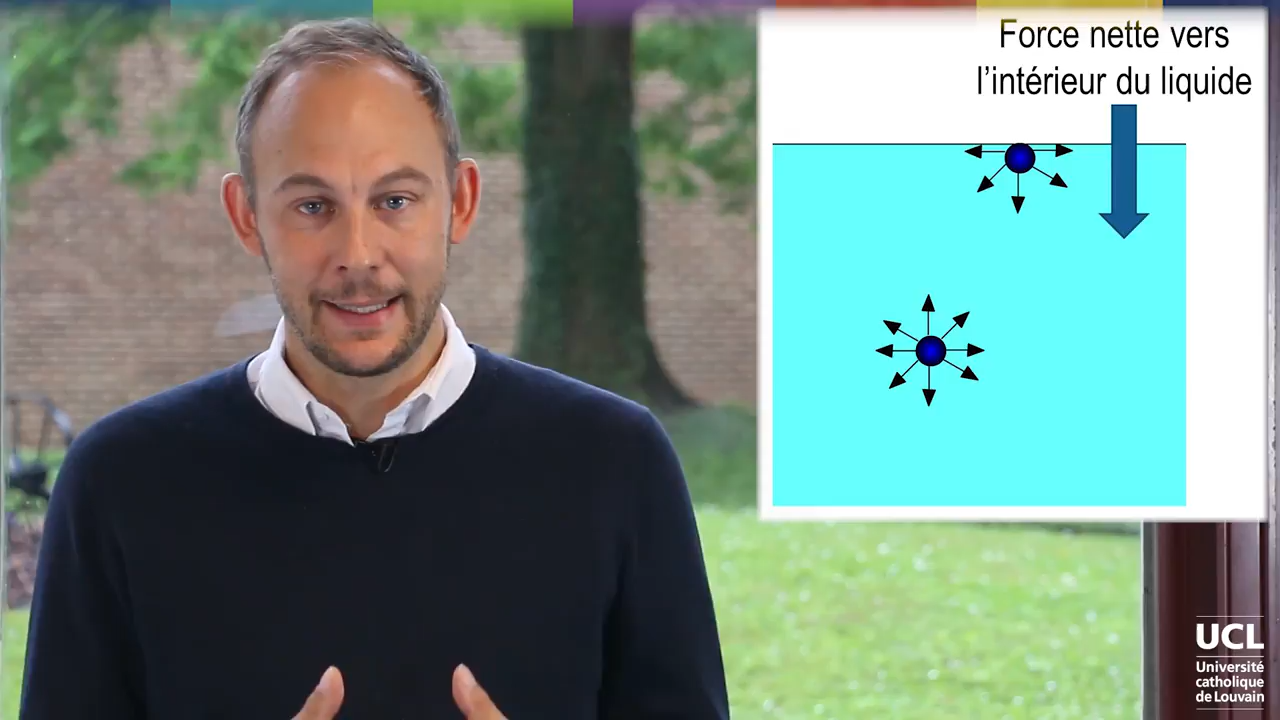 Force nette vers
l’intérieur du liquide
UCL
Université
catholique
de Louvain